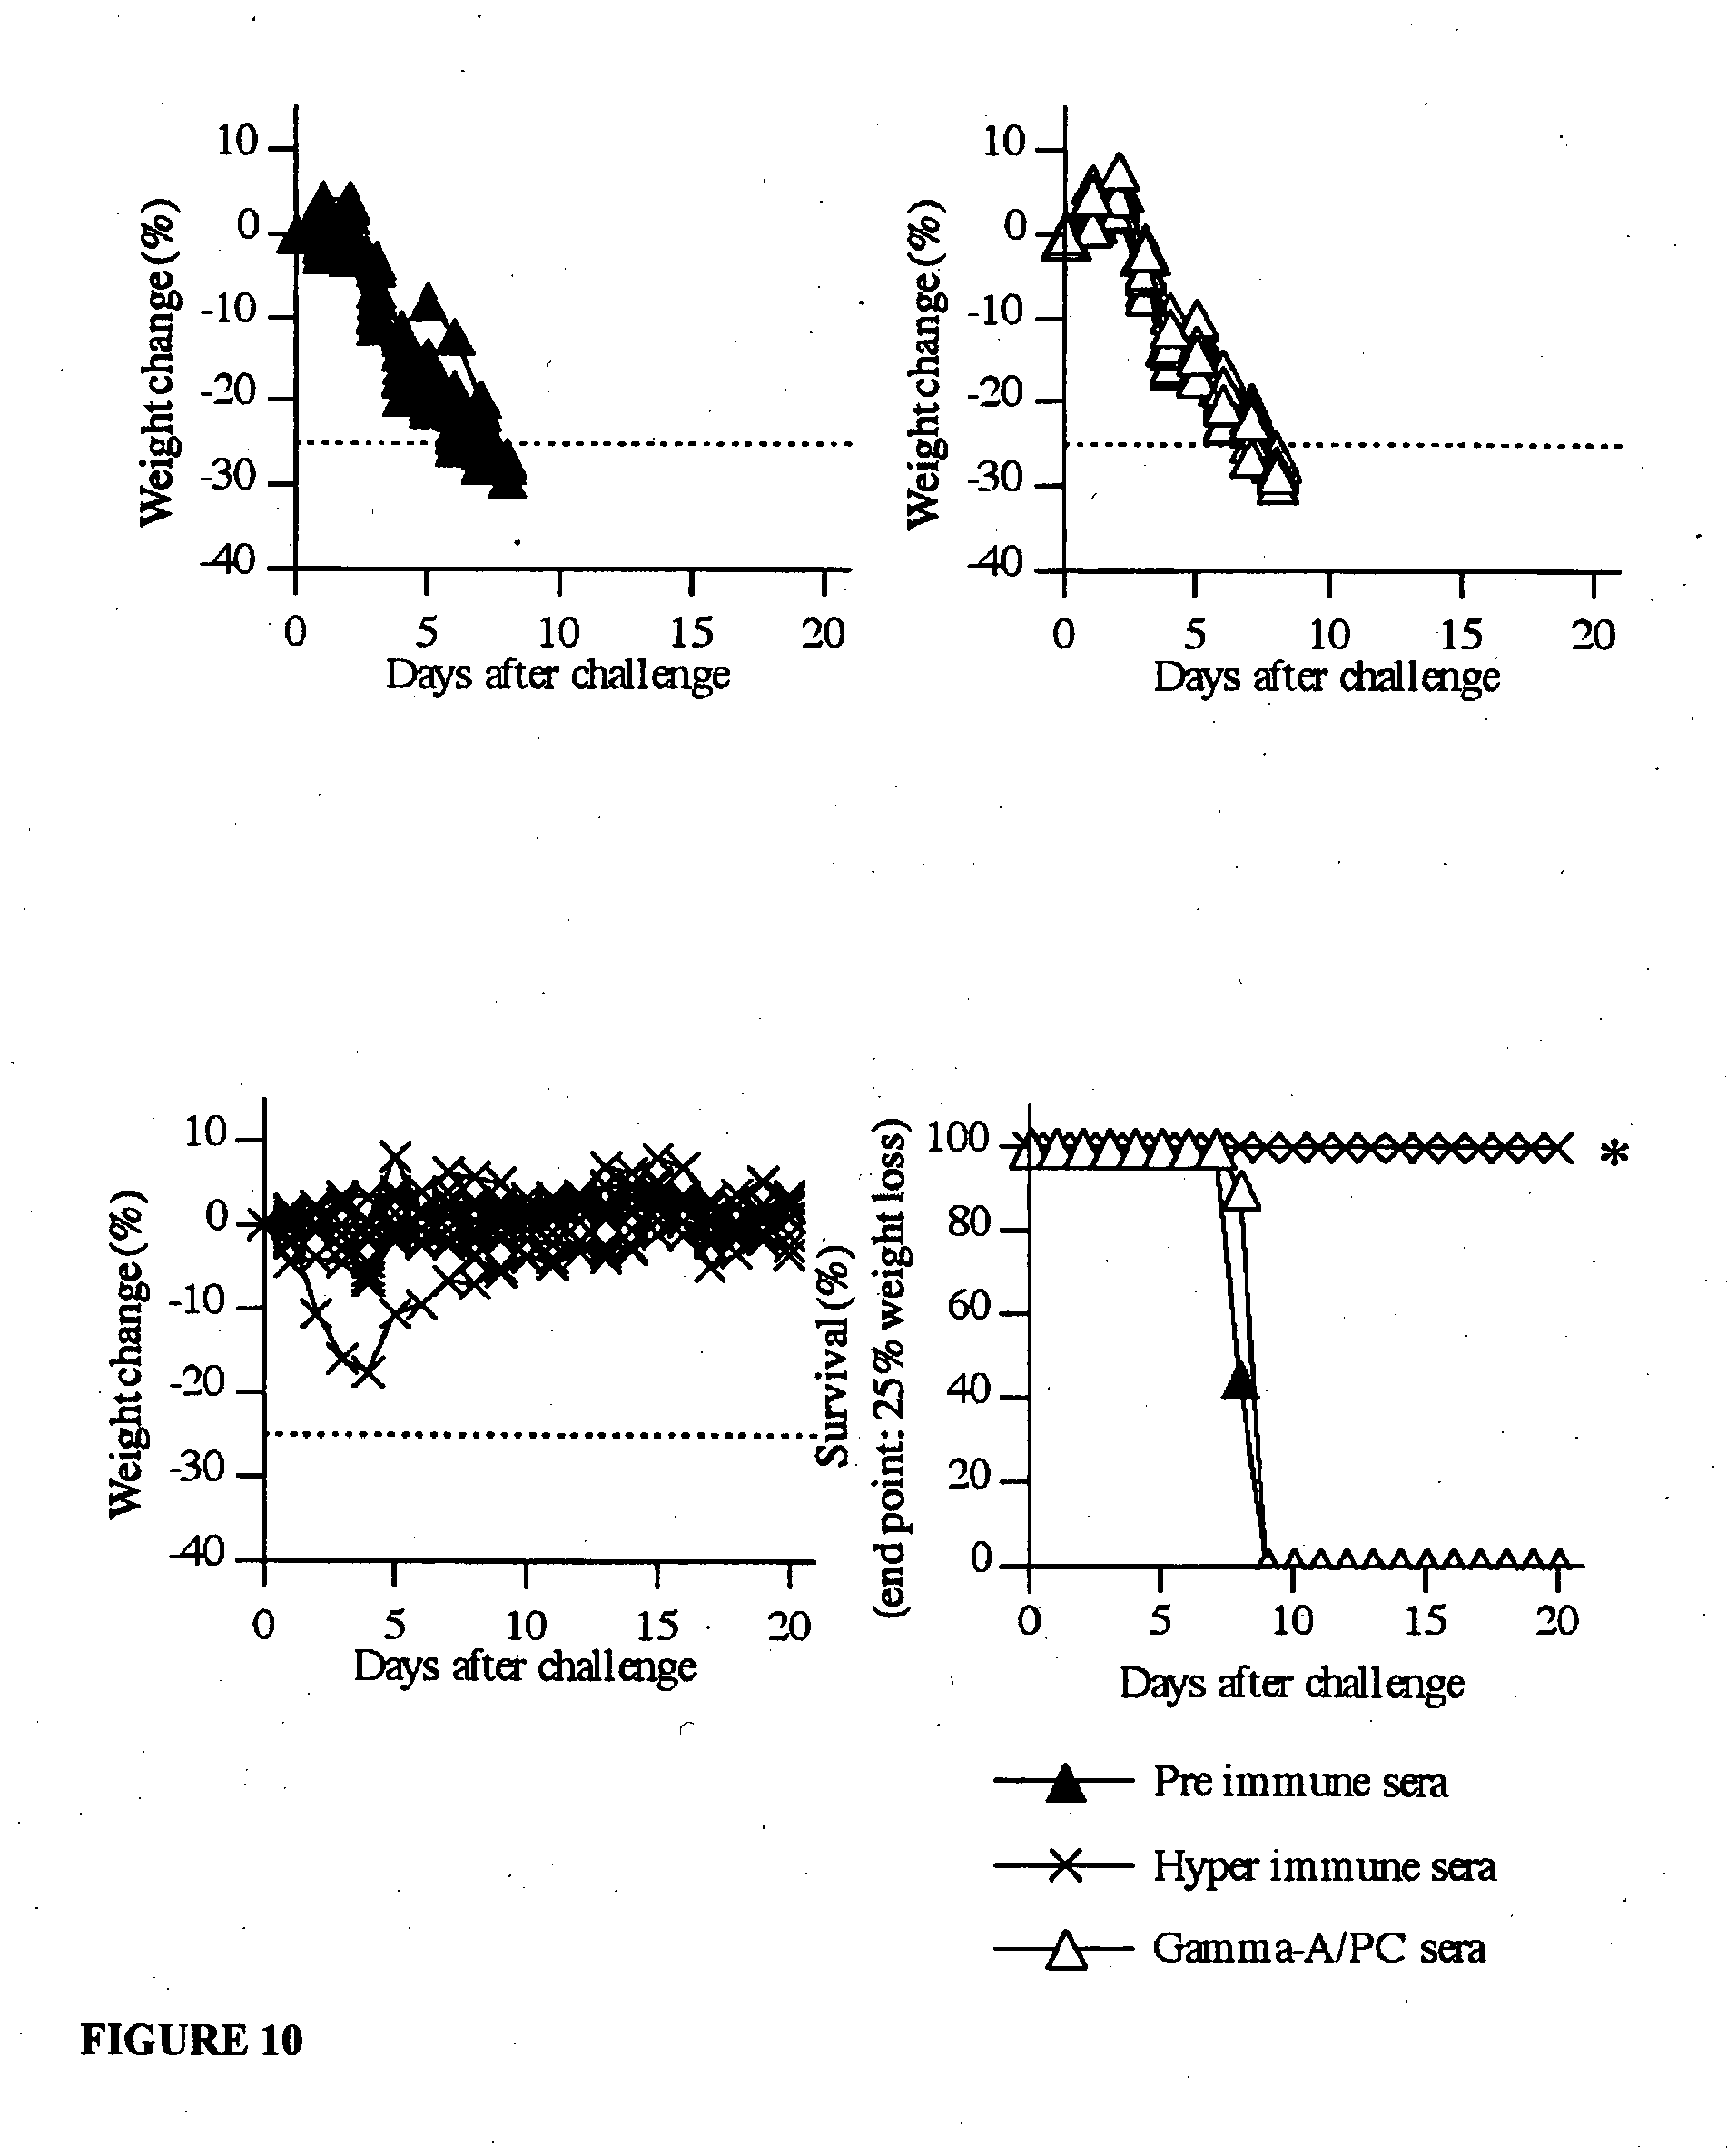 10
0
-10
-20
-30
-40
Weight change (%)
0 5 10 15 20
Days after challenge
10
0
-10
-20
-30
-40
Weight change (%)
0 5 10 15 20
Days after challenge
10
0
-10
-20
-30
-40
Weight change (%)
0 5 10 15 20
Days after challenge
100
80
60
40
20
0
Survival (%)
(end point: 25% weight loss)
*
0 5 10 15 20
Days after challenge
Pre immune sera
Hyper immune sera
Gamma-A/PC sera
FIGURE 10